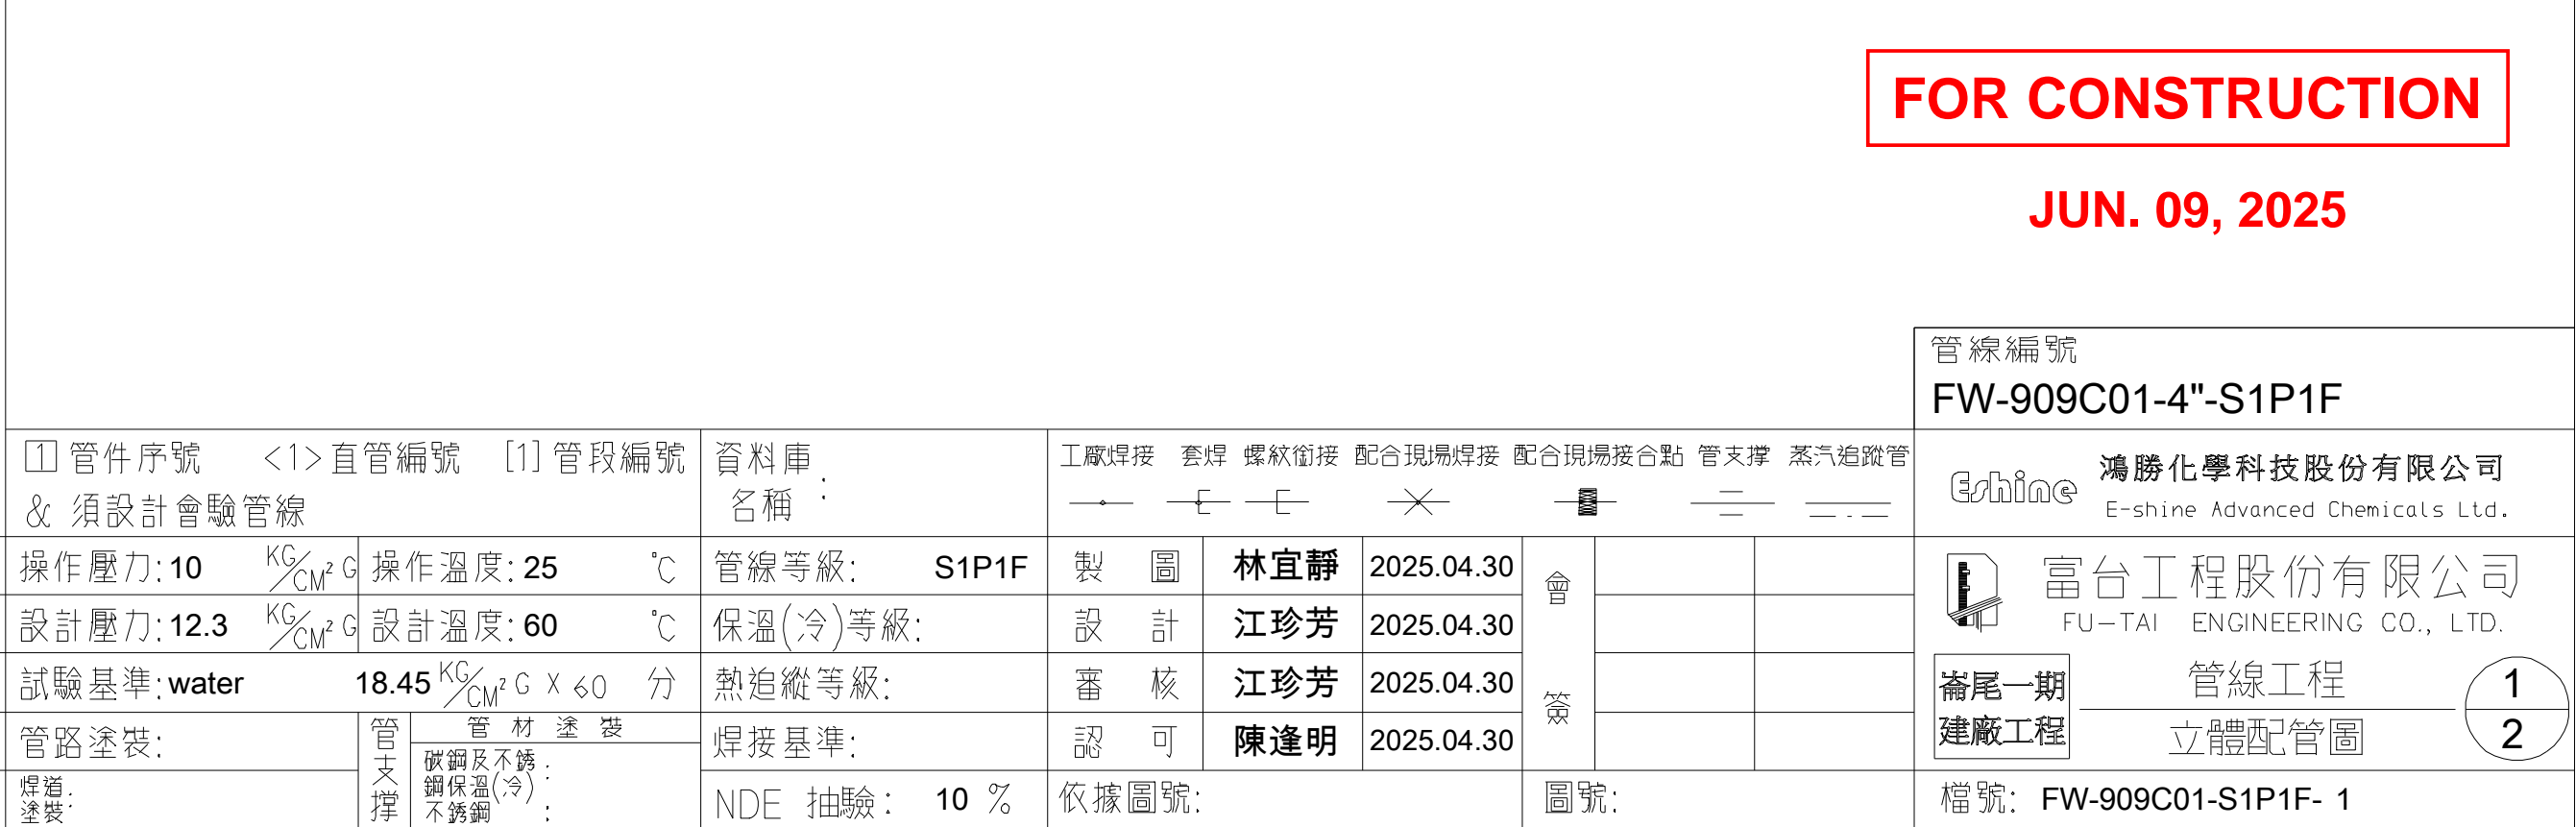 FOR CONSTRUCTION
JUN. 09, 2025
管線編號
FW-909C01-4"-S1P1F
1 管件序號 <1>直管編號 [1]管段編號
& 須設計會驗管線
資料庫名稱:
工廠焊接 套焊 螺紋銜接 配合現場焊接 配合現場接合點 管支撐 蒸汽追蹤管
Eshine 鴻勝化學科技股份有限公司
E-shine Advanced Chemicals Ltd.
操作壓力:10 KG/CM² G 操作溫度:25 °C 管線等級: S1P1F 製圖 林宜靜 2025.04.30
設計壓力:12.3 KG/CM² G 設計溫度:60 °C 保溫(冷)等級: 設計 江珍芳 2025.04.30
試驗基準:water 18.45 KG/CM² G X 60 分 熱追縱等級: 審核 江珍芳 2025.04.30
管路塗裝: 焊接基準: 認可 陳逢明 2025.04.30
會簽
富台工程股份有限公司
FU-TAI ENGINEERING CO., LTD.
崙尾一期
建廠工程
管線工程
立體配管圖
1
2
管支撐
管材塗裝
碳鋼及不銹鋼保溫(冷):
不銹鋼 :
焊道塗裝:
NDE 抽驗: 10 % 依據圖號: 圖號: 檔號: FW-909C01-S1P1F- 1